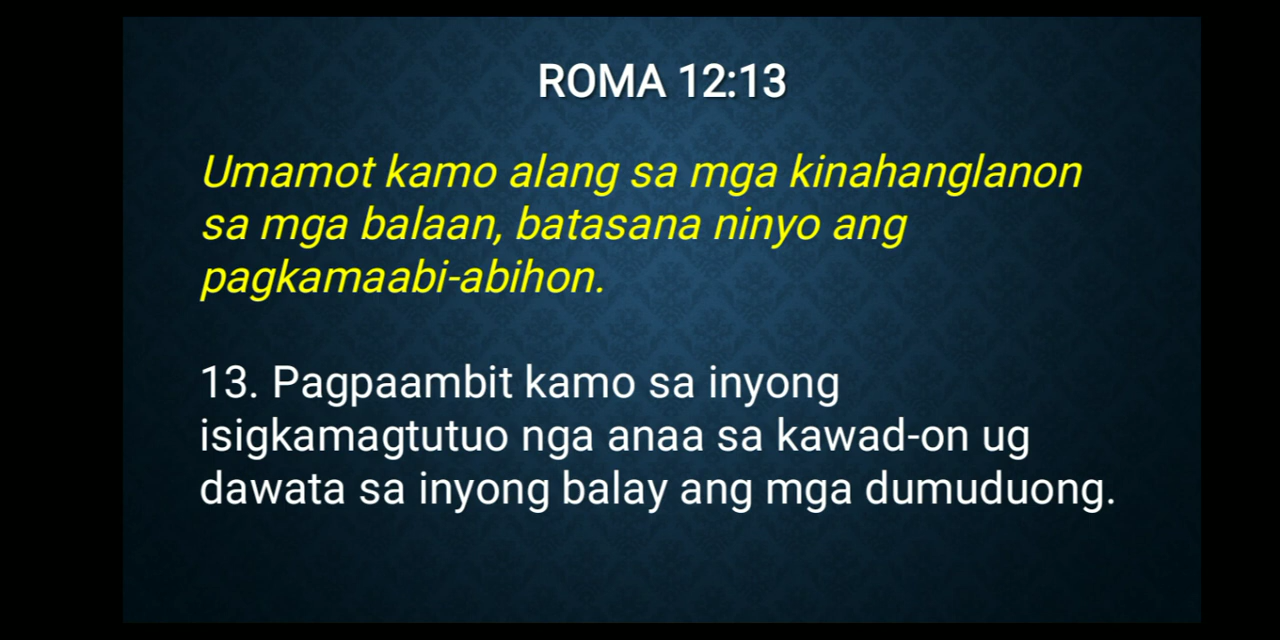 ROMA 12:13
Umamot kamo alang sa mga kinahanglanon
sa mga balaan, batasana ninyo ang
pagkamaabi-abihon.
13. Pagpaambit kamo sa inyong
isigkamagtutuo nga anaa sa kawad-on ug
dawata sa inyong balay ang mga dumuduong.